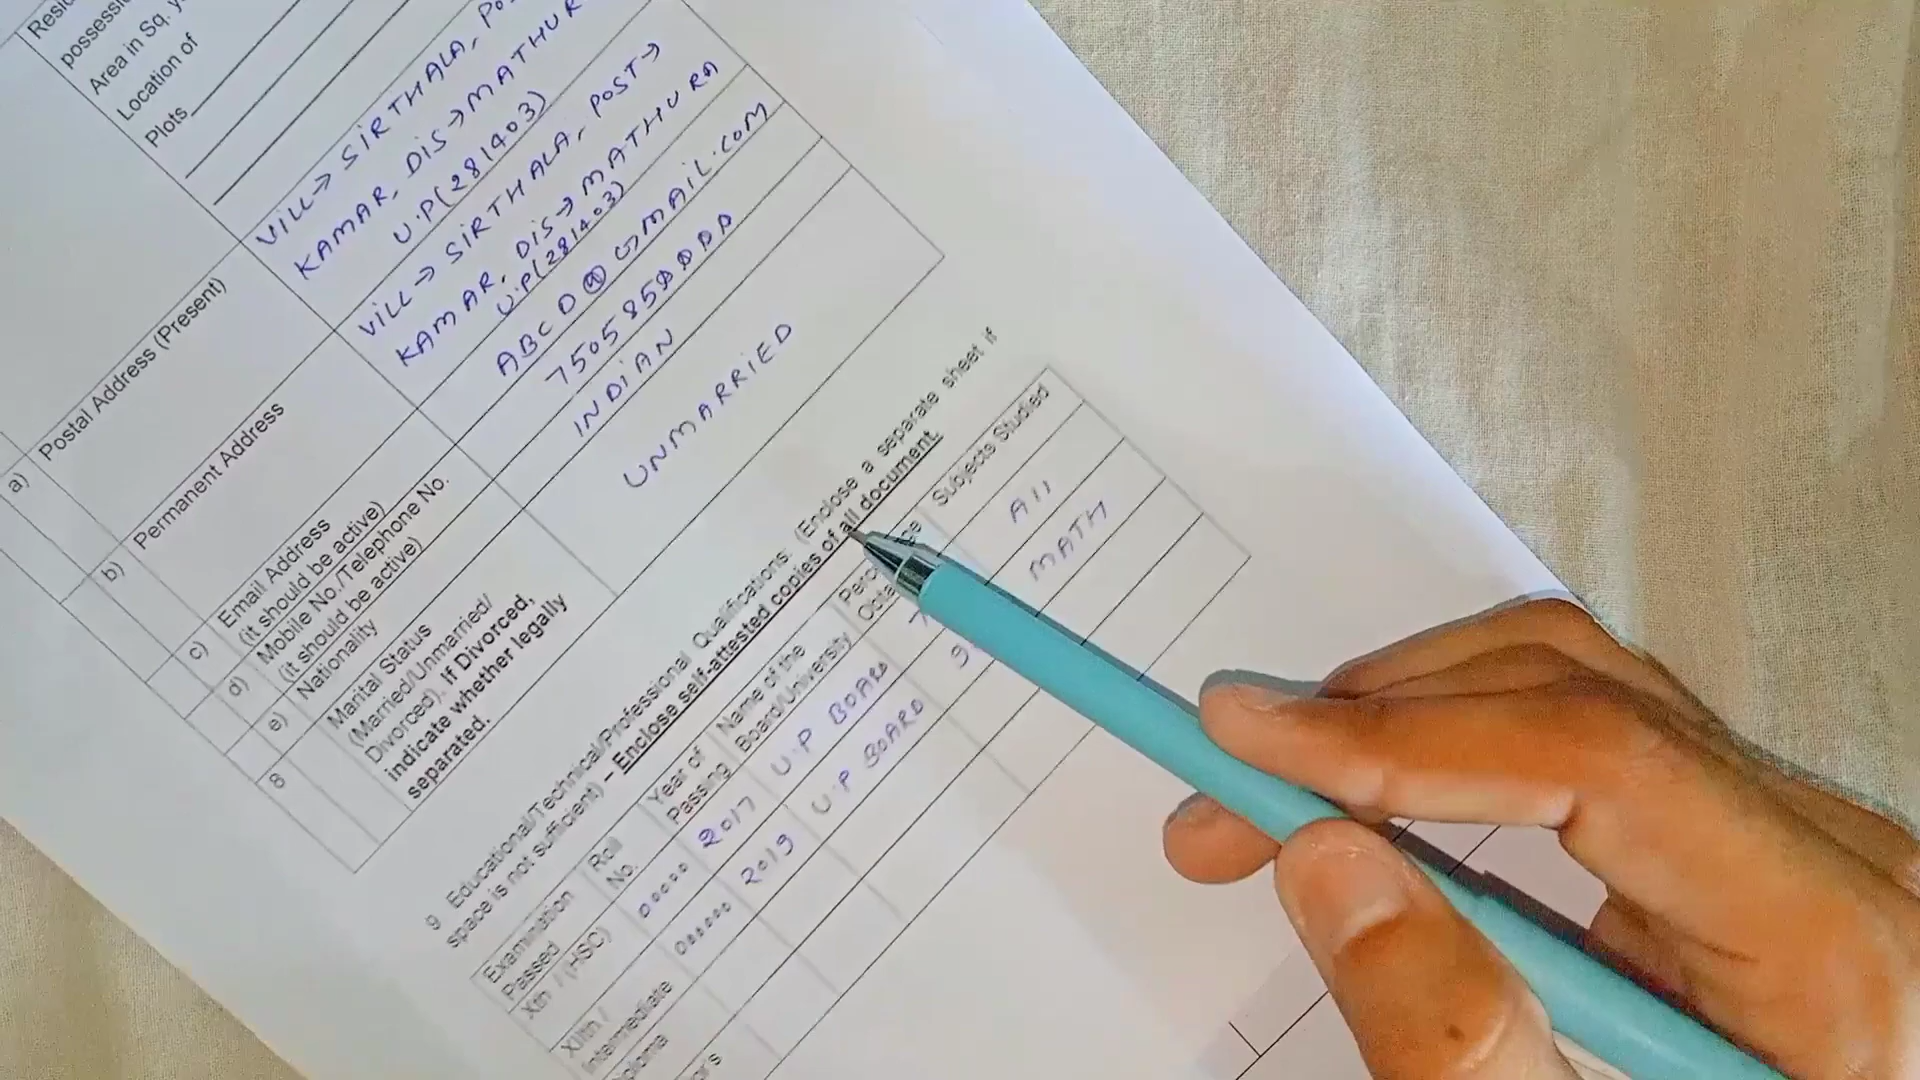 possession
Area in Sq.
Location of
Plots
a) Postal Address (Present)
VILL→ SIRTHALA,
KAMAR, DIS→MATHUR
U.P(281403)
b) Permanent Address
VILL→ SIRTHALA, POST→
KAMAR, DIS→ MATHURA
U.P(281403)
c) Email Address
(it should be active)
ABCD@GMAIL.COM
d) Mobile No./Telephone No.
(it should be active)
750585
e) Nationality
INDIAN
8 Marital Status
(Married/Unmarried/
Divorced). If Divorced,
indicate whether legally
separated.
UNMARRIED
9 Educational/Technical/Professional Qualifications: (Enclose a separate sheet if
space is not sufficient) – Enclose self-attested copies of all document.
Examination Passed
Roll No.
Year of Passing
Name of the Board/University
Subjects Studied
Xth / (HSC) 00000 2017 U.P BOARD All
XIIth / Intermediate 000000 2019 U.P BOARD MATH